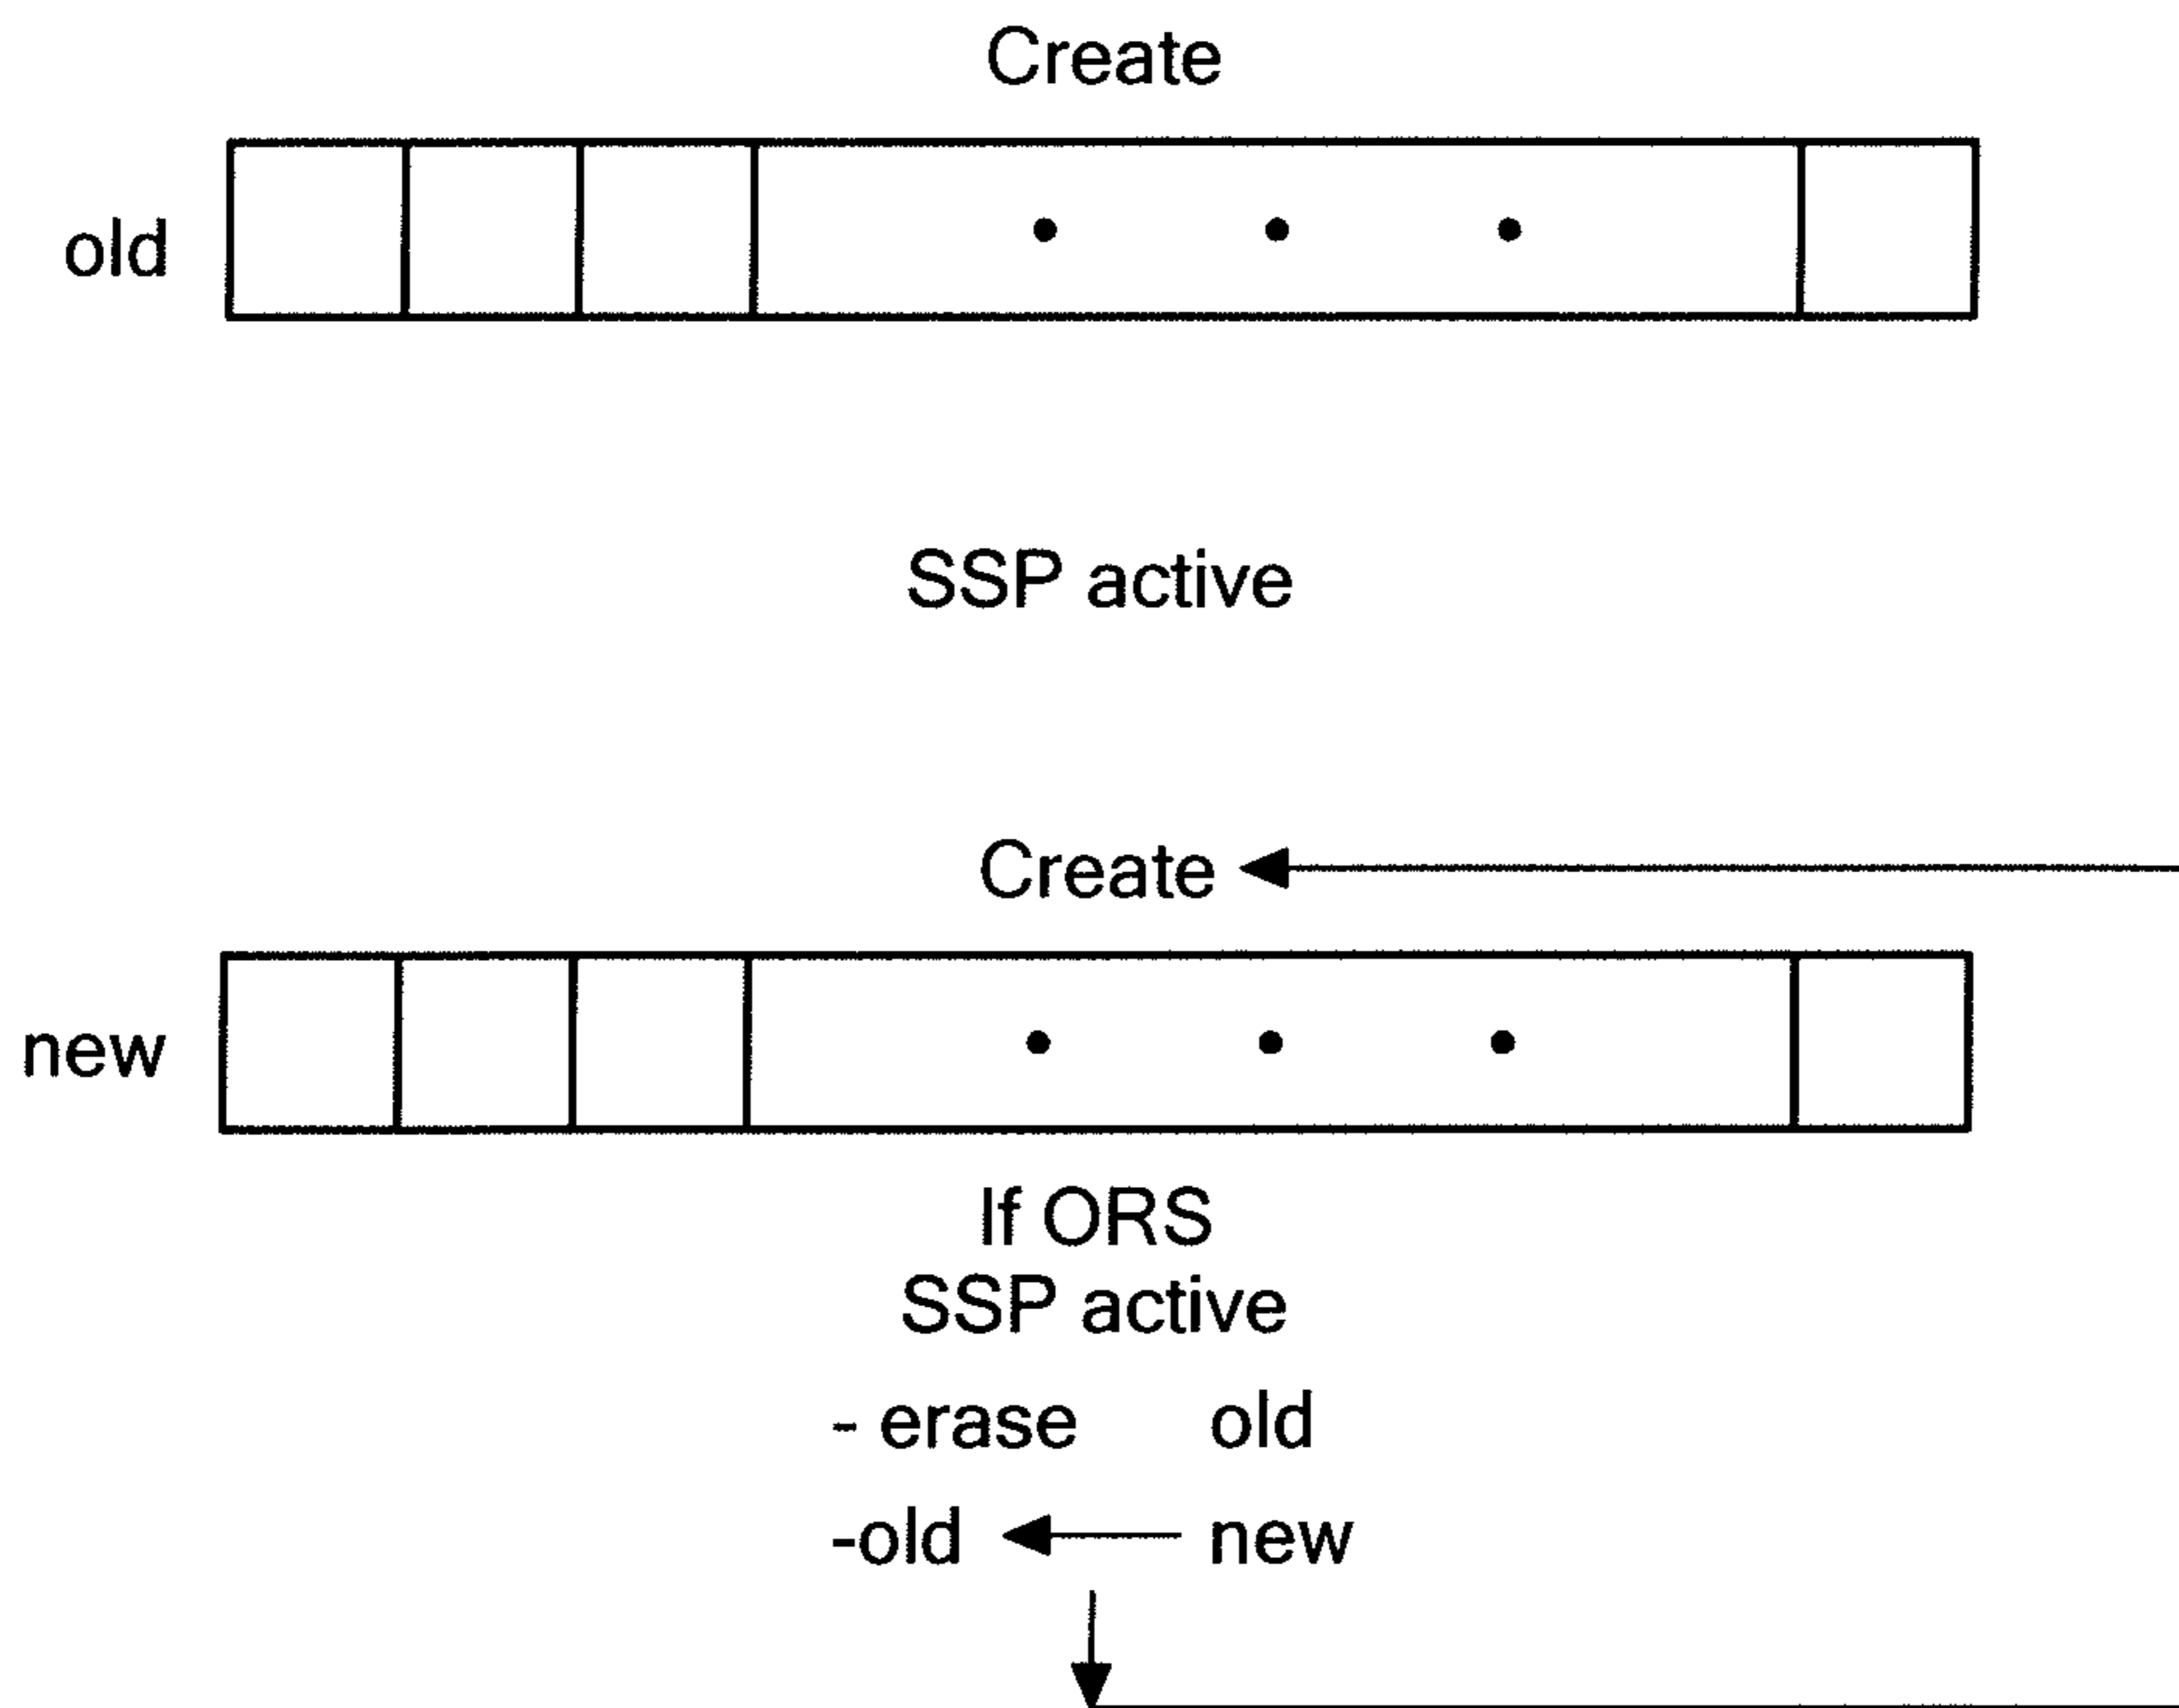 Create
old
SSP active
Create
new
If ORS
SSP active
- erase old
-old new